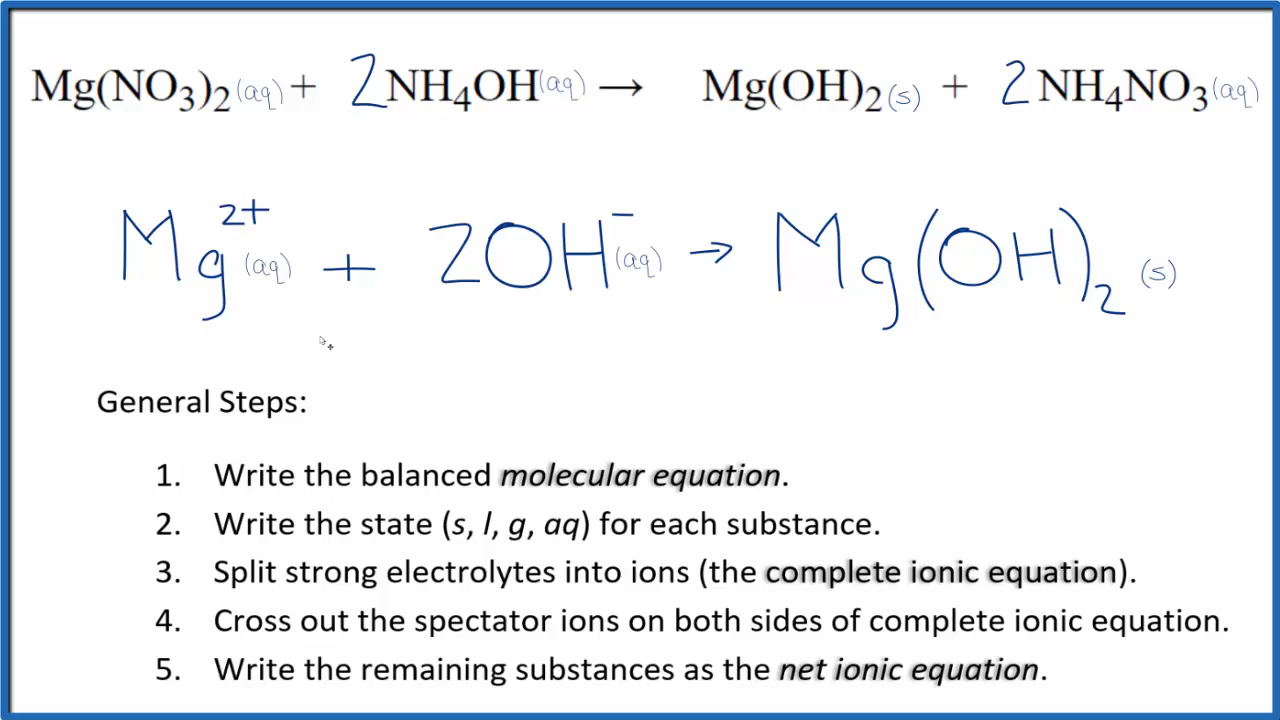 Mg(NO₃)₂(aq) + 2NH₄OH(aq) → Mg(OH)₂(s) + 2NH₄NO₃(aq)
Mg²⁺(aq) + 2OH⁻(aq) → Mg(OH)₂(s)
General Steps:
1. Write the balanced molecular equation.
2. Write the state (s, l, g, aq) for each substance.
3. Split strong electrolytes into ions (the complete ionic equation).
4. Cross out the spectator ions on both sides of complete ionic equation.
5. Write the remaining substances as the net ionic equation.